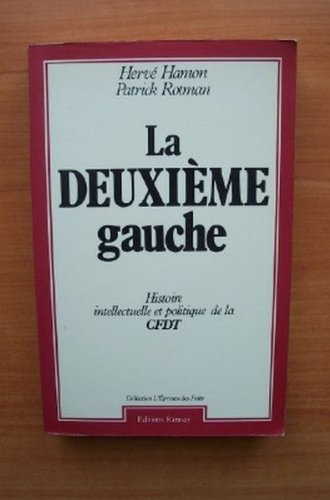 Hervé Hamon
Patrick Rotman
La
DEUXIÈME
gauche
Histoire
intellectuelle et politique de la
CFDT
Collection L'Épreuve des Faits
Editions Ramsay